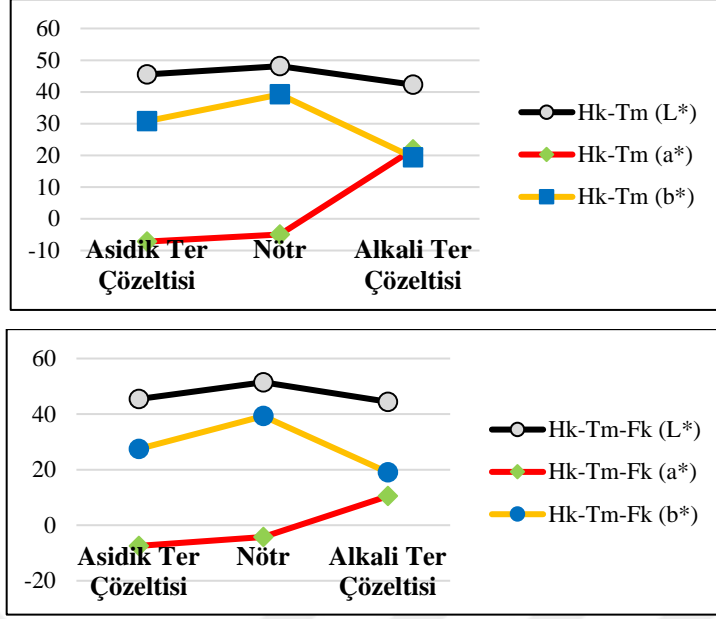 60
50
40
30
20
10
0
-10
Asidik Ter Çözeltisi
Nötr
Alkali Ter Çözeltisi
Hk-Tm (L*)
Hk-Tm (a*)
Hk-Tm (b*)
60
40
20
0
-20
Asidik Ter Çözeltisi
Nötr
Alkali Ter Çözeltisi
Hk-Tm-Fk (L*)
Hk-Tm-Fk (a*)
Hk-Tm-Fk (b*)